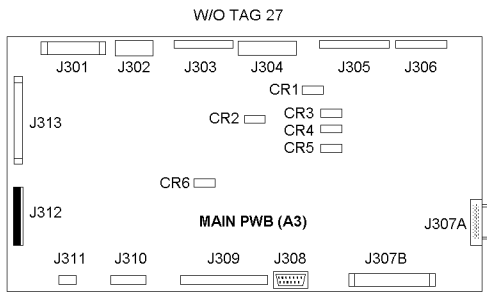 W/O TAG 27
J301 J302 J303 J304 J305 J306
CR1
CR2 CR3
CR4
CR5
J313
CR6
J312
MAIN PWB (A3) J307A
J311 J310 J309 J308 J307B